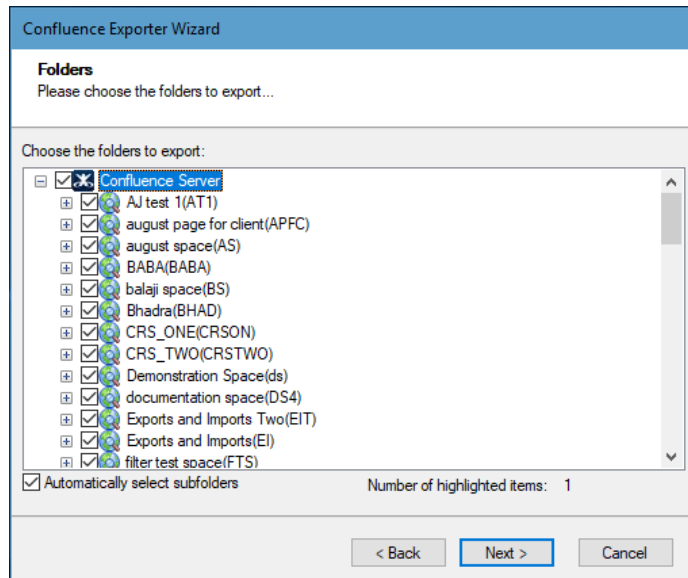 Confluence Exporter Wizard
Folders
Please choose the folders to export...
Choose the folders to export:
Confluence Server
AJ test 1(AT1)
august page for client(APFC)
august space(AS)
BABA(BABA)
balaji space(BS)
Bhadra(BHAD)
CRS_ONE(CRSON)
CRS_TWO(CRSTWO)
Demonstration Space(ds)
documentation space(DS4)
Exports and Imports Two(EIT)
Exports and Imports(EI)
filter test space(FTS)
Automatically select subfolders Number of highlighted items: 1
< Back Next > Cancel